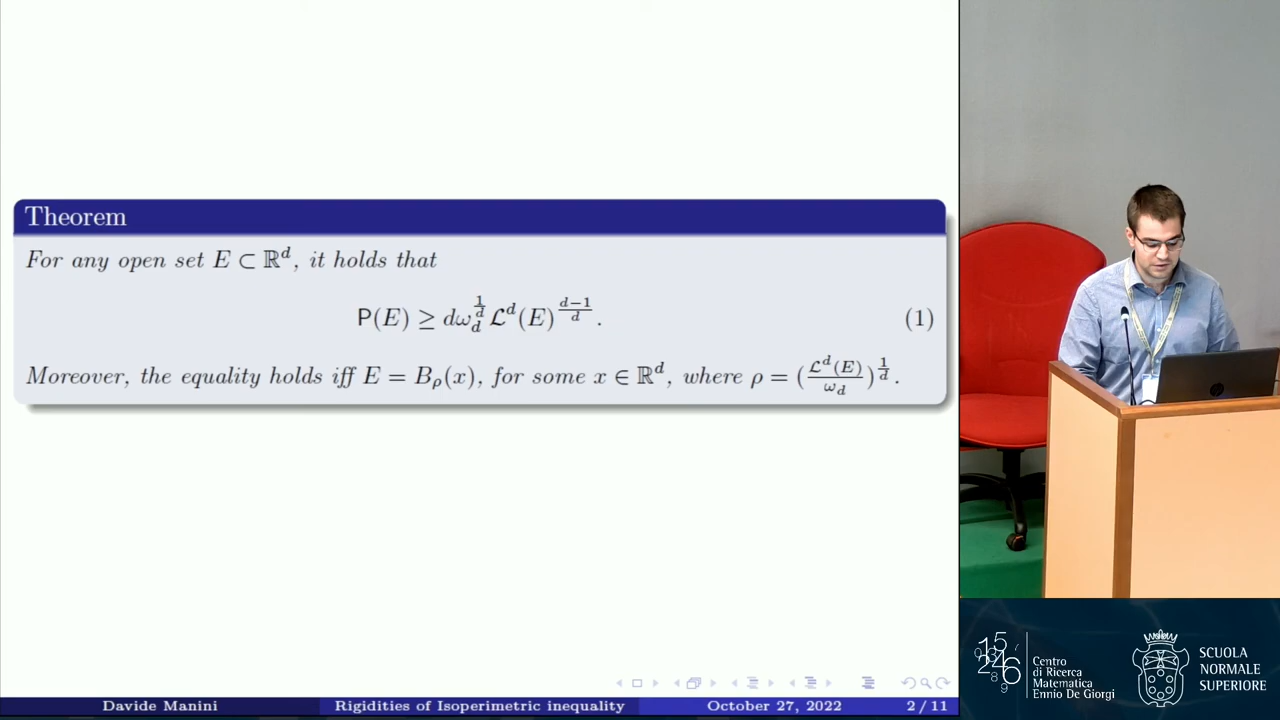 Theorem
For any open set E ⊂ ℝ^d, it holds that
P(E) ≥ dω_d^{1/d} 𝓛^d(E)^{(d−1)/d}. (1)
Moreover, the equality holds iff E = B_ρ(x), for some x ∈ ℝ^d, where ρ = (𝓛^d(E)/ω_d)^{1/d}.
Davide Manini Rigidities of Isoperimetric inequality October 27, 2022 2 / 11
Centro
di Ricerca
Matematica
Ennio De Giorgi
SCUOLA
NORMALE
SUPERIORE